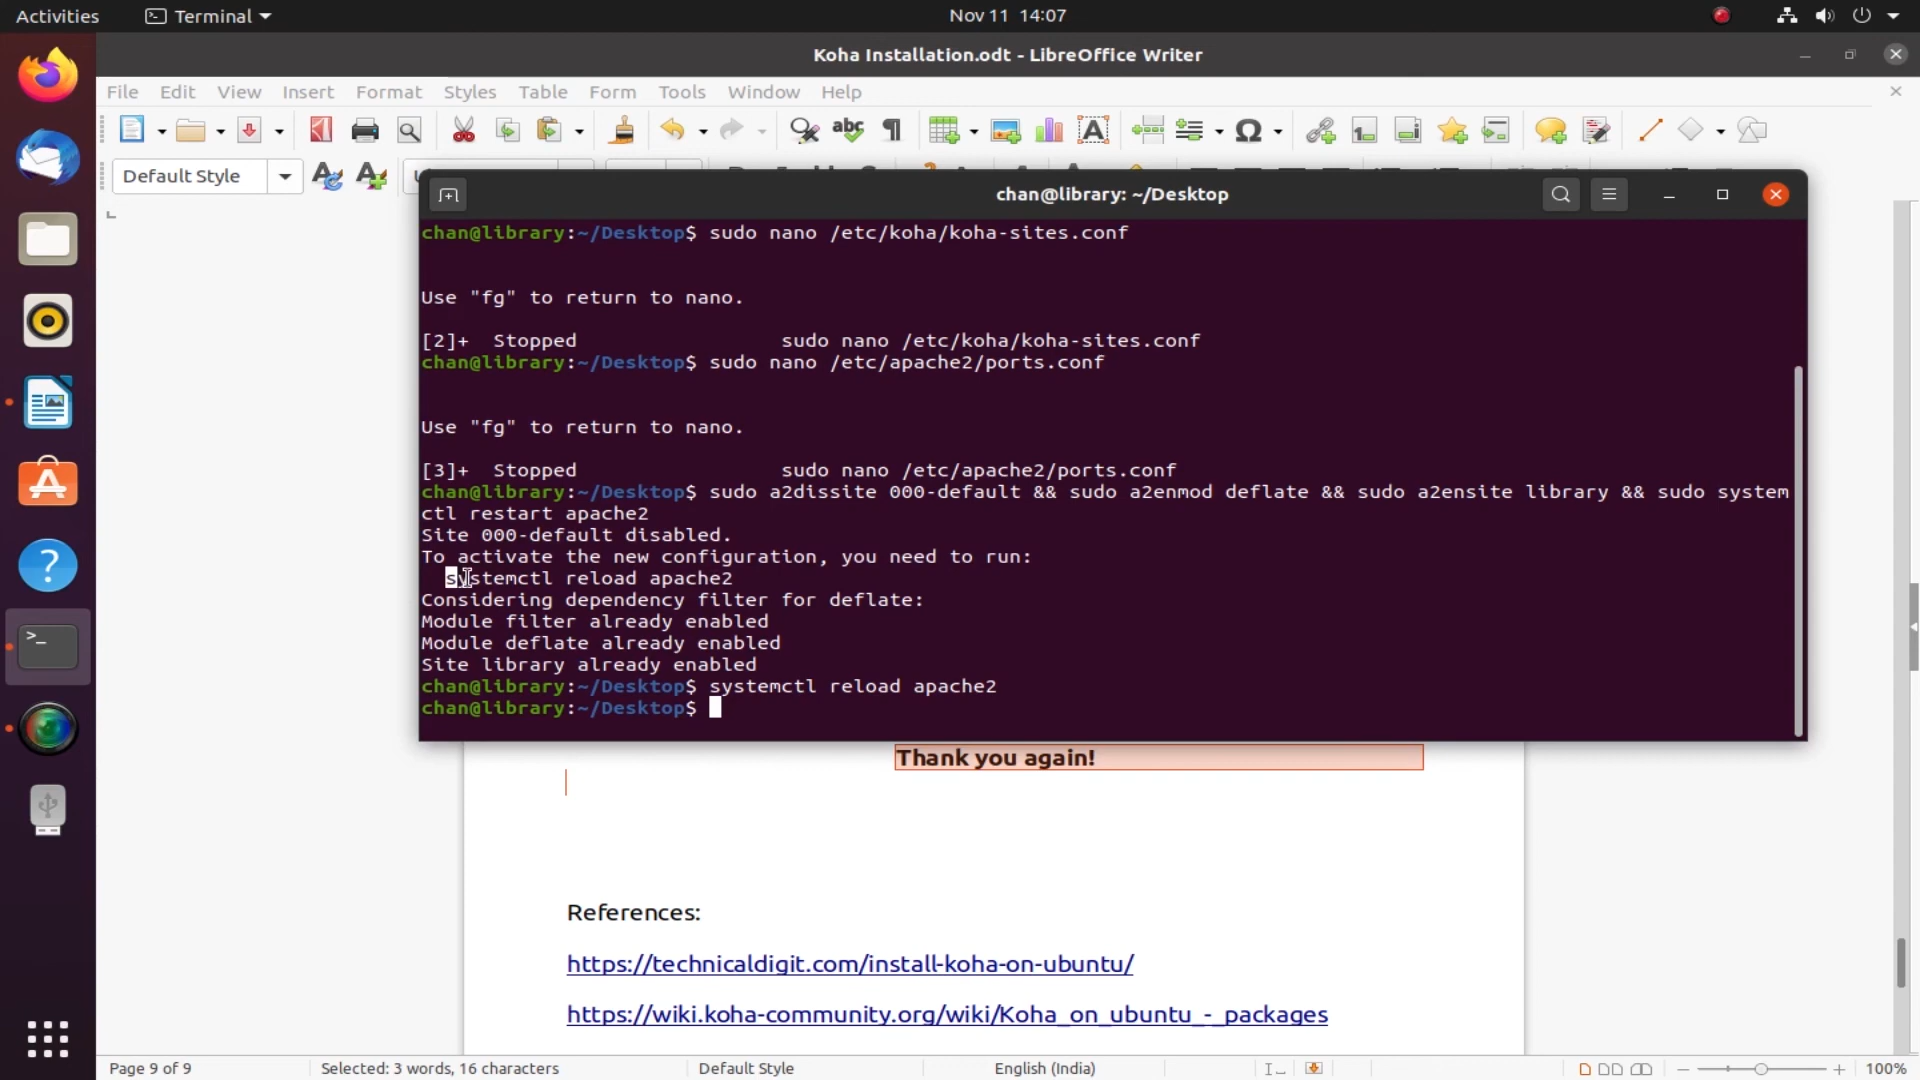 Activities Terminal Nov 11 14:07
Koha Installation.odt - LibreOffice Writer
File Edit View Insert Format Styles Table Form Tools Window Help
Default Style
chan@library: ~/Desktop
chan@library:~/Desktop$ sudo nano /etc/koha/koha-sites.conf
Use "fg" to return to nano.
[2]+ Stopped sudo nano /etc/koha/koha-sites.conf
chan@library:~/Desktop$ sudo nano /etc/apache2/ports.conf
Use "fg" to return to nano.
[3]+ Stopped sudo nano /etc/apache2/ports.conf
chan@library:~/Desktop$ sudo a2dissite 000-default && sudo a2enmod deflate && sudo a2ensite library && sudo system
ctl restart apache2
Site 000-default disabled.
To activate the new configuration, you need to run:
systemctl reload apache2
Considering dependency filter for deflate:
Module filter already enabled
Module deflate already enabled
Site library already enabled
chan@library:~/Desktop$ systemctl reload apache2
chan@library:~/Desktop$
Thank you again!
References:
https://technicaldigit.com/install-koha-on-ubuntu/
https://wiki.koha-community.org/wiki/Koha_on_ubuntu_-_packages
Page 9 of 9 Selected: 3 words, 16 characters Default Style English (India) 100%